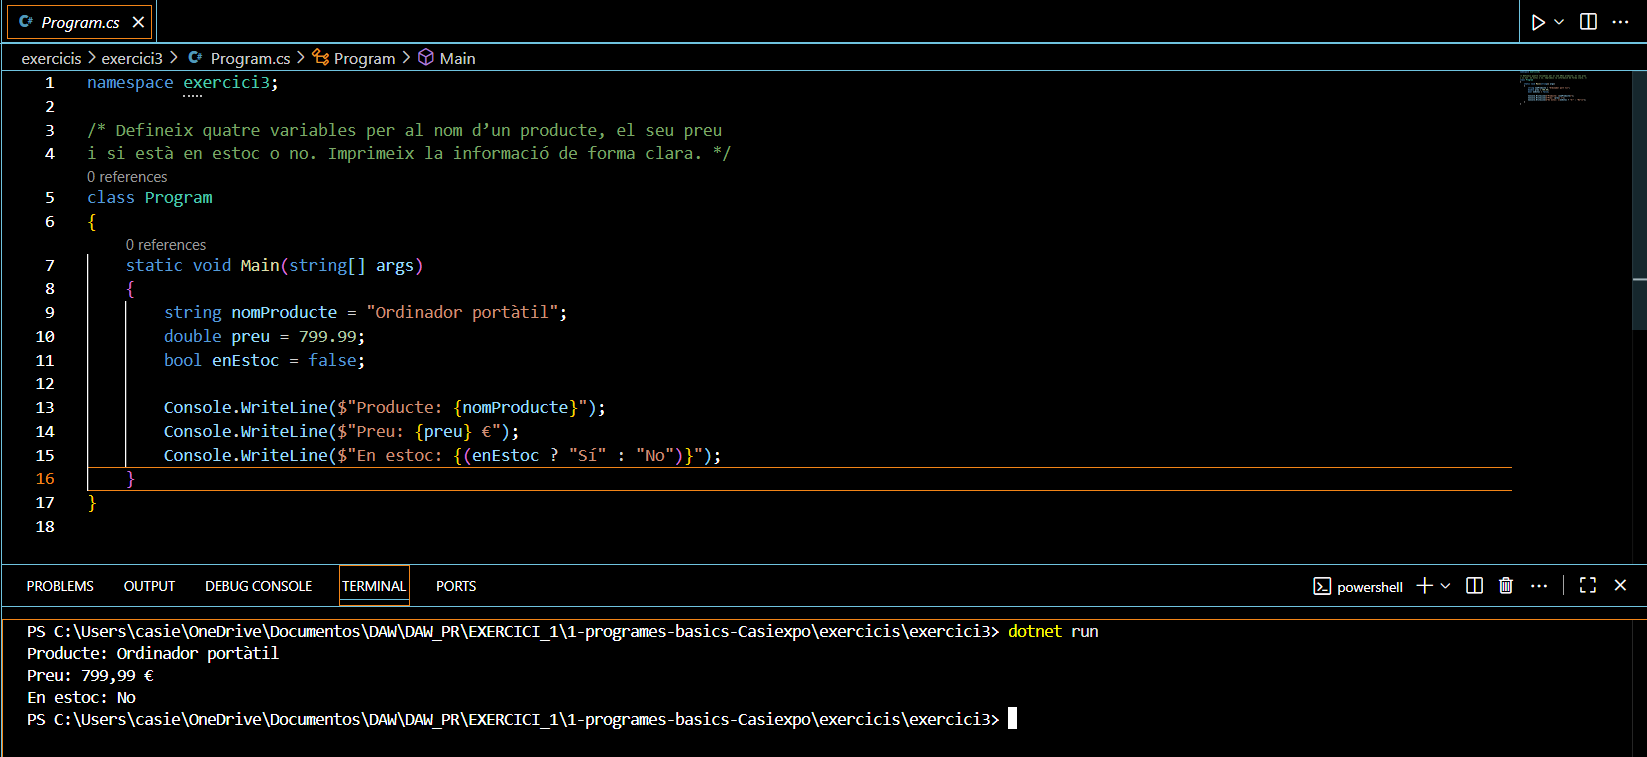 C# Program.cs
exercicis > exercici3 > C# Program.cs > Program > Main
1 namespace exercici3;
2
3 /* Defineix quatre variables per al nom d’un producte, el seu preu
4 i si està en estoc o no. Imprimeix la informació de forma clara. */
0 references
5 class Program
6 {
0 references
7 static void Main(string[] args)
8 {
9 string nomProducte = "Ordinador portàtil";
10 double preu = 799.99;
11 bool enEstoc = false;
12
13 Console.WriteLine($"Producte: {nomProducte}");
14 Console.WriteLine($"Preu: {preu} €");
15 Console.WriteLine($"En estoc: {(enEstoc ? "Sí" : "No")}");
16 }
17 }
18
PROBLEMS OUTPUT DEBUG CONSOLE TERMINAL PORTS powershell
PS C:\Users\casie\OneDrive\Documentos\DAW\DAW_PR\EXERCICI_1\1-programes-basics-Casiexpo\exercicis\exercici3> dotnet run
Producte: Ordinador portàtil
Preu: 799,99 €
En estoc: No
PS C:\Users\casie\OneDrive\Documentos\DAW\DAW_PR\EXERCICI_1\1-programes-basics-Casiexpo\exercicis\exercici3>